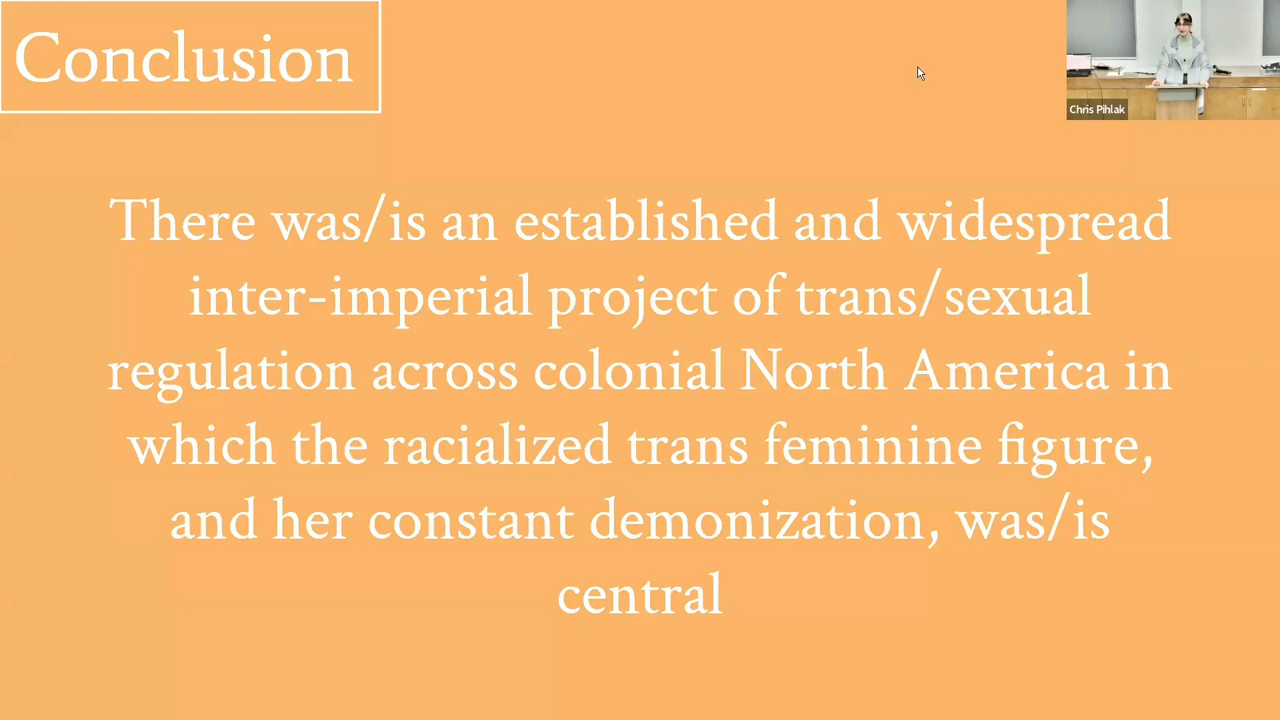 Conclusion
Chris Pihlak
There was/is an established and widespread
inter-imperial project of trans/sexual
regulation across colonial North America in
which the racialized trans feminine figure,
and her constant demonization, was/is
central